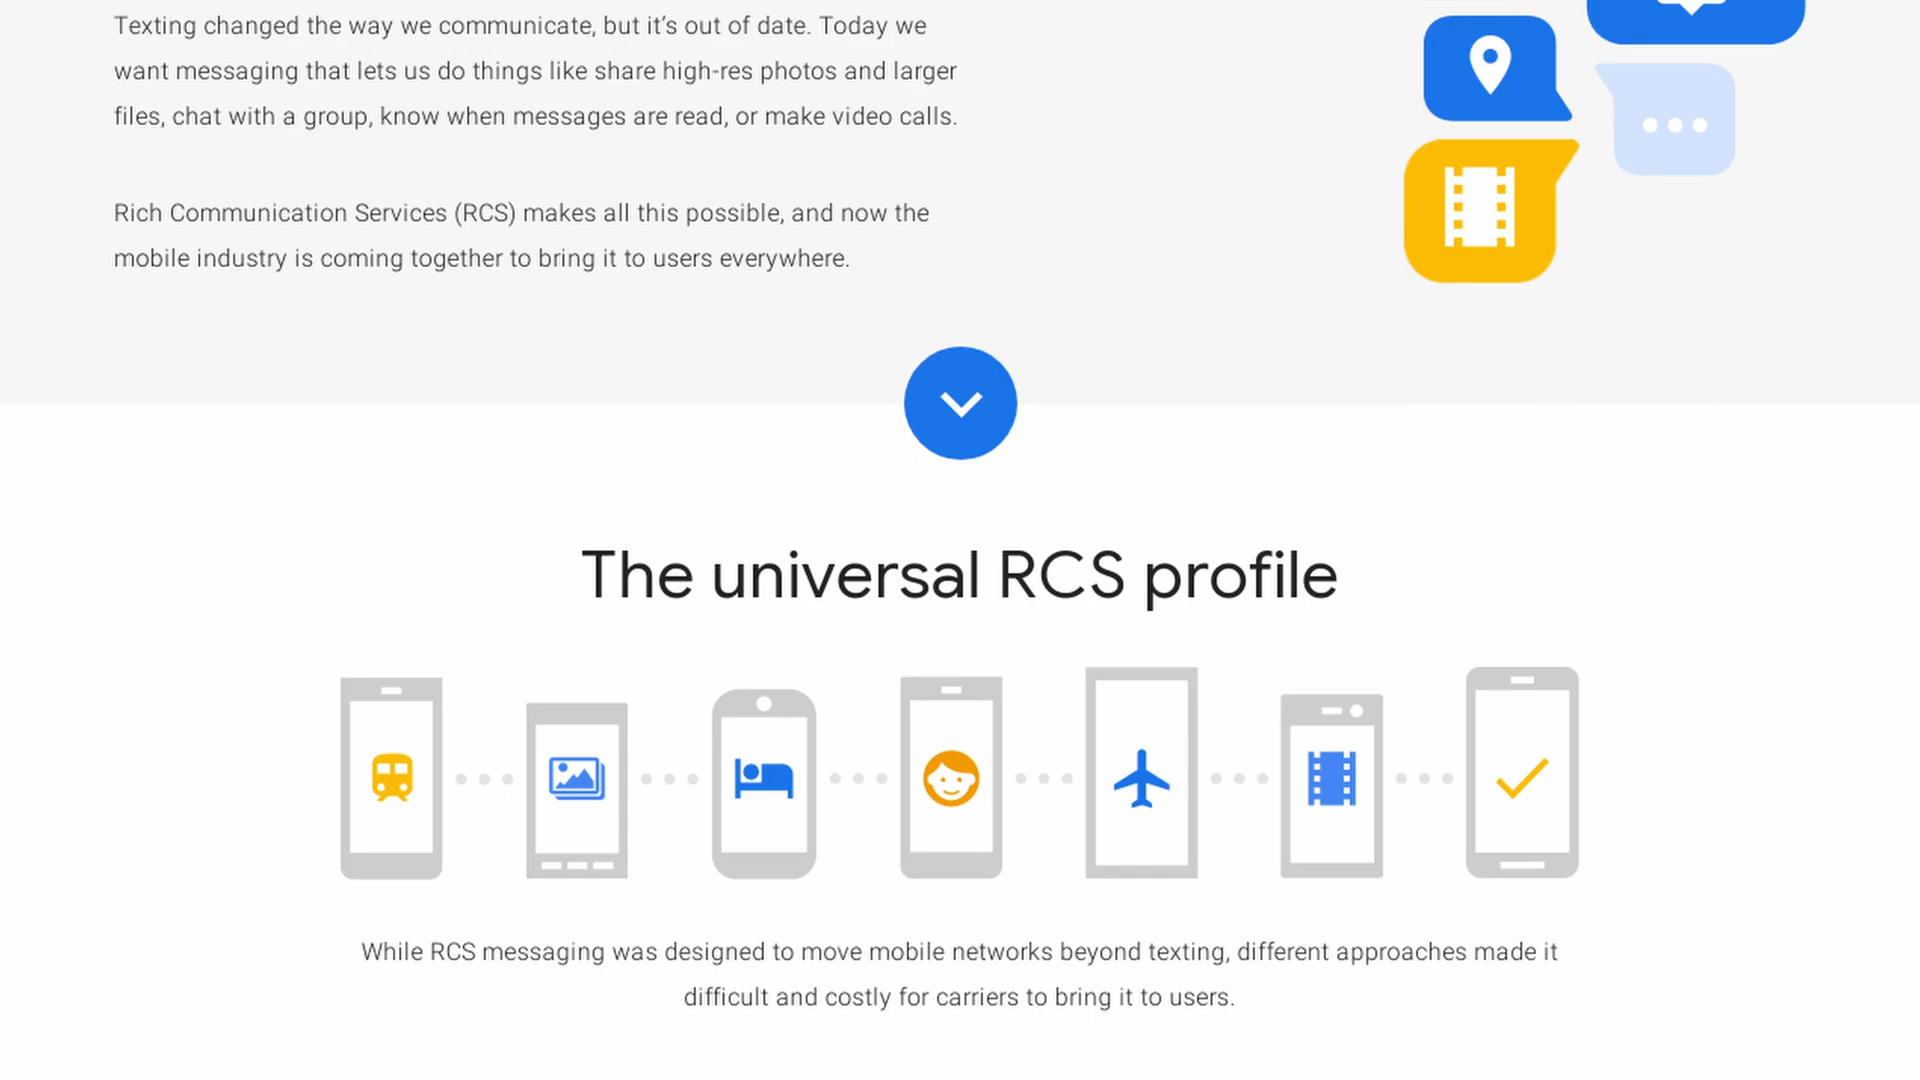 Texting changed the way we communicate, but it’s out of date. Today we
want messaging that lets us do things like share high-res photos and larger
files, chat with a group, know when messages are read, or make video calls.
Rich Communication Services (RCS) makes all this possible, and now the
mobile industry is coming together to bring it to users everywhere.
The universal RCS profile
While RCS messaging was designed to move mobile networks beyond texting, different approaches made it
difficult and costly for carriers to bring it to users.